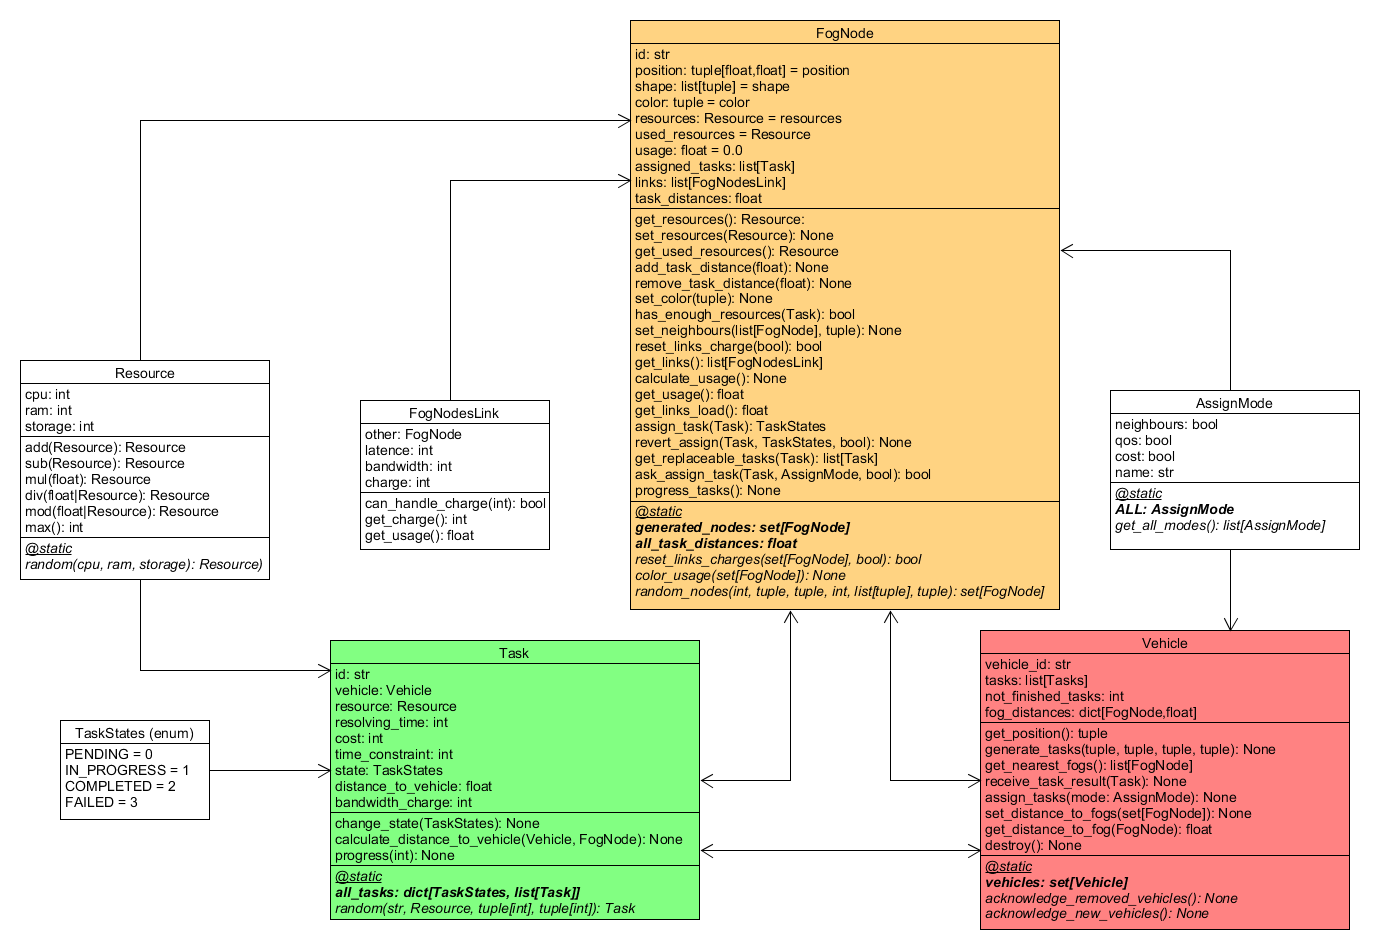 FogNode
id: str
position: tuple[float,float] = position
shape: list[tuple] = shape
color: tuple = color
resources: Resource = resources
used_resources = Resource
usage: float = 0.0
assigned_tasks: list[Task]
links: list[FogNodesLink]
task_distances: float
get_resources(): Resource:
set_resources(Resource): None
get_used_resources(): Resource
add_task_distance(float): None
remove_task_distance(float): None
set_color(tuple): None
has_enough_resources(Task): bool
set_neighbours(list[FogNode], tuple): None
reset_links_charge(bool): bool
get_links(): list[FogNodesLink]
calculate_usage(): None
get_usage(): float
get_links_load(): float
assign_task(Task): TaskStates
revert_assign(Task, TaskStates, bool): None
get_replaceable_tasks(Task): list[Task]
ask_assign_task(Task, AssignMode, bool): bool
progress_tasks(): None
@static
generated_nodes: set[FogNode]
all_task_distances: float
reset_links_charges(set[FogNode], bool): bool
color_usage(set[FogNode]): None
random_nodes(int, tuple, tuple, int, list[tuple], tuple): set[FogNode]
Resource
cpu: int
ram: int
storage: int
add(Resource): Resource
sub(Resource): Resource
mul(float): Resource
div(float|Resource): Resource
mod(float|Resource): Resource
max(): int
@static
random(cpu, ram, storage): Resource)
FogNodesLink
other: FogNode
latence: int
bandwidth: int
charge: int
can_handle_charge(int): bool
get_charge(): int
get_usage(): float
AssignMode
neighbours: bool
qos: bool
cost: bool
name: str
@static
ALL: AssignMode
get_all_modes(): list[AssignMode]
Task
id: str
vehicle: Vehicle
resource: Resource
resolving_time: int
cost: int
time_constraint: int
state: TaskStates
distance_to_vehicle: float
bandwidth_charge: int
change_state(TaskStates): None
calculate_distance_to_vehicle(Vehicle, FogNode): None
progress(int): None
@static
all_tasks: dict[TaskStates, list[Task]]
random(str, Resource, tuple[int], tuple[int]): Task
TaskStates (enum)
PENDING = 0
IN_PROGRESS = 1
COMPLETED = 2
FAILED = 3
Vehicle
vehicle_id: str
tasks: list[Tasks]
not_finished_tasks: int
fog_distances: dict[FogNode,float]
get_position(): tuple
generate_tasks(tuple, tuple, tuple, tuple): None
get_nearest_fogs(): list[FogNode]
receive_task_result(Task): None
assign_tasks(mode: AssignMode): None
set_distance_to_fogs(set[FogNode]): None
get_distance_to_fog(FogNode): float
destroy(): None
@static
vehicles: set[Vehicle]
acknowledge_removed_vehicles(): None
acknowledge_new_vehicles(): None